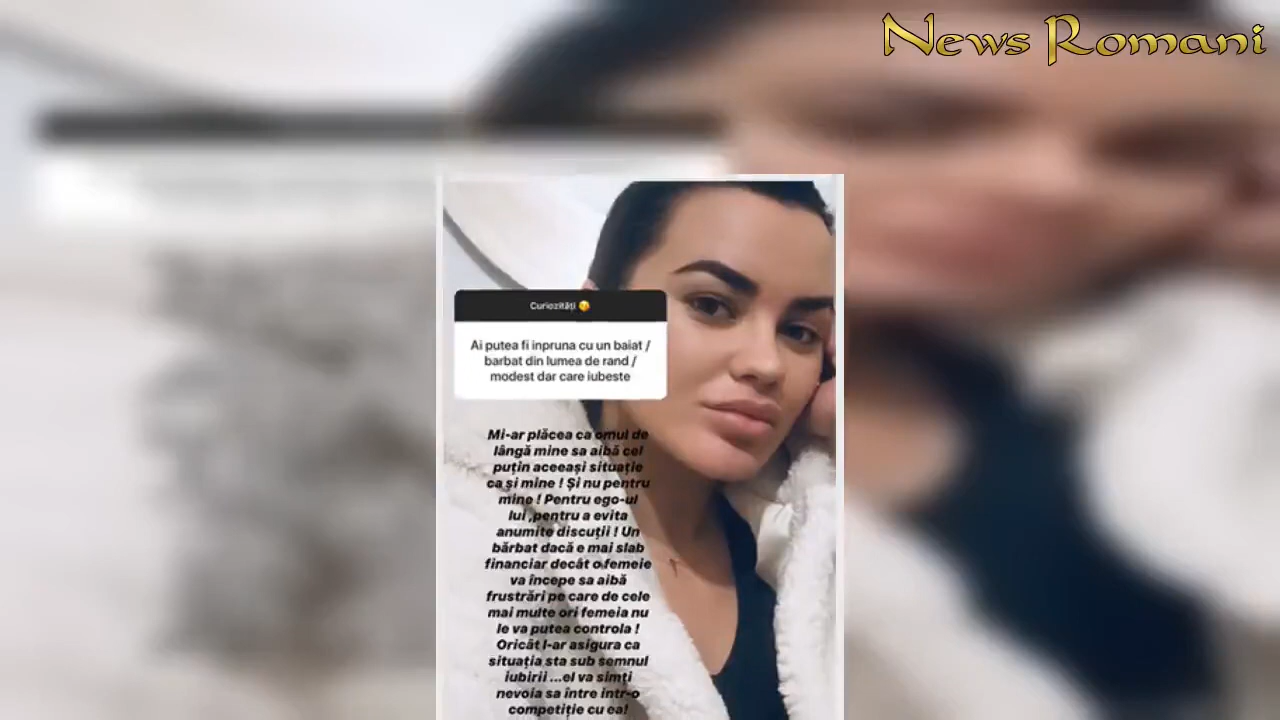 News Romani
Curiozități 😉
Ai putea fi inpruna cu un baiat /
barbat din lumea de rand /
modest dar care iubeste
Mi-ar plăcea ca omul de
lângă mine sa aibă cel
puțin aceeași situație
ca și mine ! Și nu pentru
mine ! Pentru ego-ul
lui ,pentru a evita
anumite discuții ! Un
bărbat dacă e mai slab
financiar decât o femeie
va începe sa aibă
frustrări pe care de cele
mai multe ori femeia nu
le va putea controla !
Oricât l-ar asigura ca
situația sta sub semnul
iubirii ...el va simți
nevoia sa între intr-o
competiție cu ea!